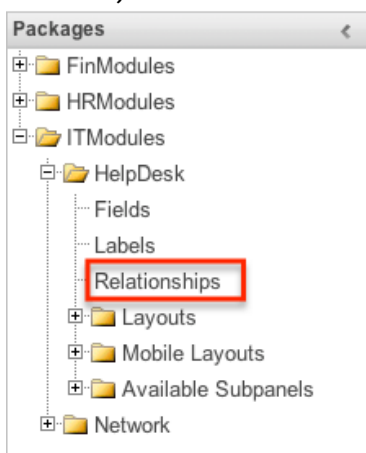 Packages
FinModules
HRModules
ITModules
HelpDesk
Fields
Labels
Relationships
Layouts
Mobile Layouts
Available Subpanels
Network